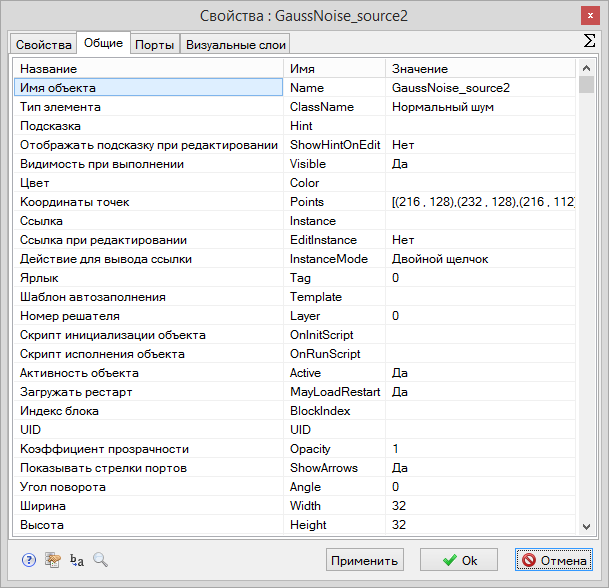 Свойства : GaussNoise_source2
x
Свойства Общие Порты Визуальные слои Σ
Название Имя Значение
Имя объекта Name GaussNoise_source2
Тип элемента ClassName Нормальный шум
Подсказка Hint
Отображать подсказку при редактировании ShowHintOnEdit Нет
Видимость при выполнении Visible Да
Цвет Color
Координаты точек Points [(216 , 128),(232 , 128),(216 , 112)
Ссылка Instance
Ссылка при редактировании EditInstance Нет
Действие для вывода ссылки InstanceMode Двойной щелчок
Ярлык Tag 0
Шаблон автозаполнения Template
Номер решателя Layer 0
Скрипт инициализации объекта OnInitScript
Скрипт исполнения объекта OnRunScript
Активность объекта Active Да
Загружать рестарт MayLoadRestart Да
Индекс блока BlockIndex
UID UID
Коэффициент прозрачности Opacity 1
Показывать стрелки портов ShowArrows Да
Угол поворота Angle 0
Ширина Width 32
Высота Height 32
? ba Применить Ok Отмена